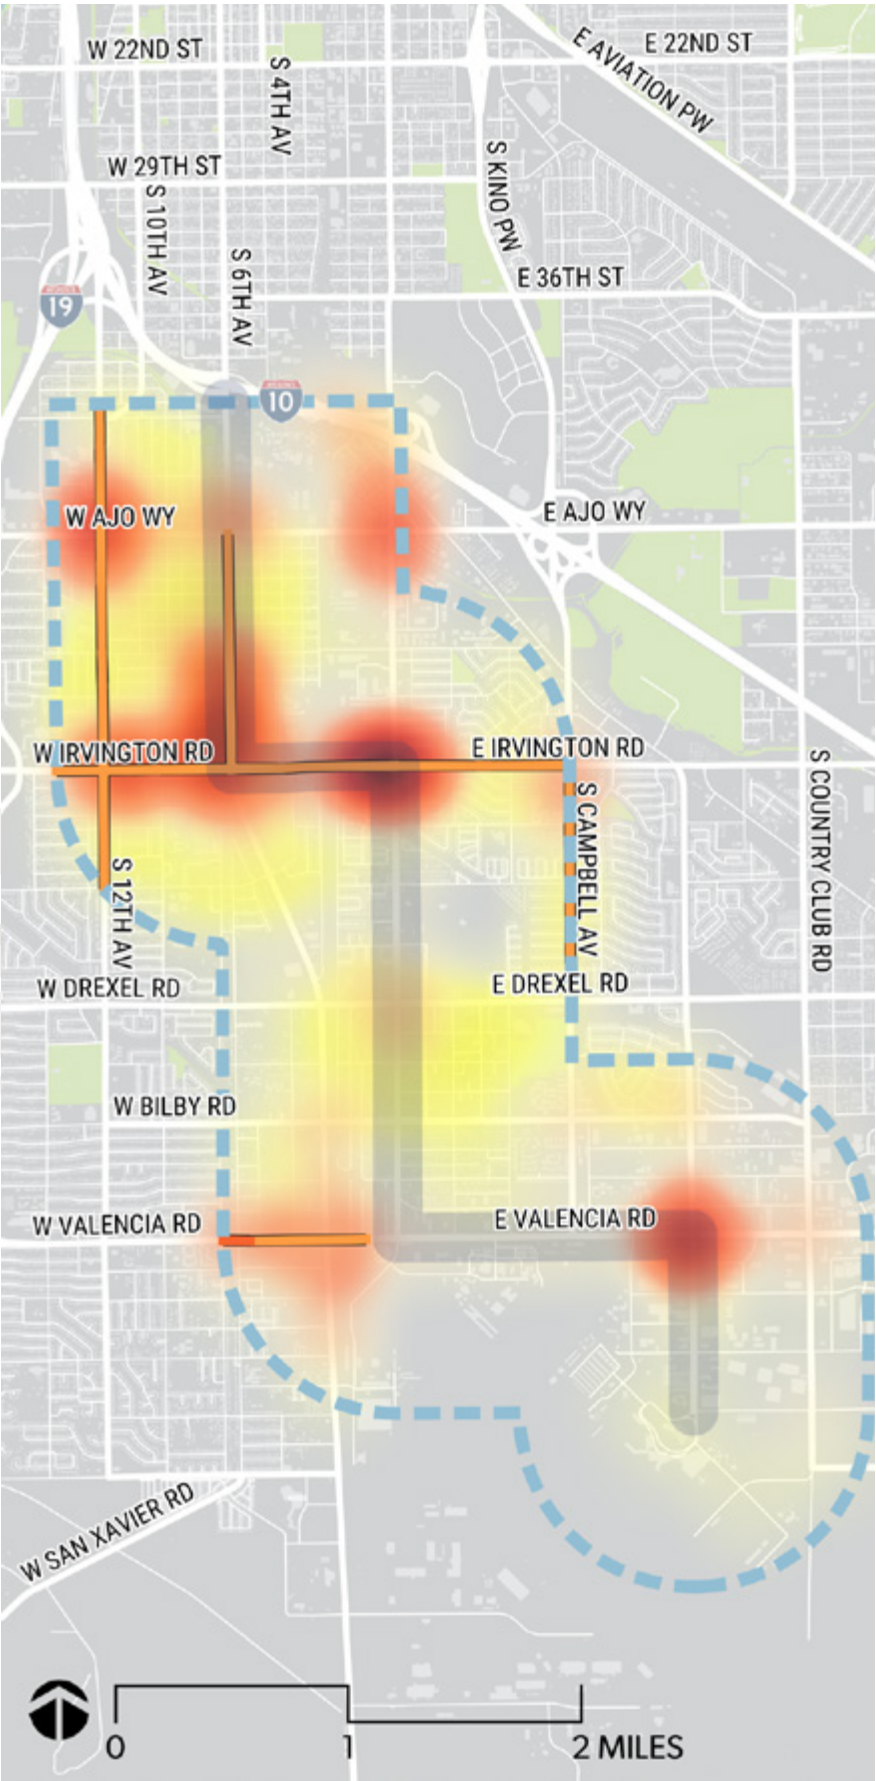 W 22ND ST
E 22ND ST
E AVIATION PW
S 4TH AV
W 29TH ST
S KINO PW
S 10TH AV
S 6TH AV
E 36TH ST
19
10
W AJO WY
E AJO WY
W IRVINGTON RD
E IRVINGTON RD
S COUNTRY CLUB RD
S CAMPBELL AV
S 12TH AV
W DREXEL RD
E DREXEL RD
W BILBY RD
W VALENCIA RD
E VALENCIA RD
W SAN XAVIER RD
0 1 2 MILES